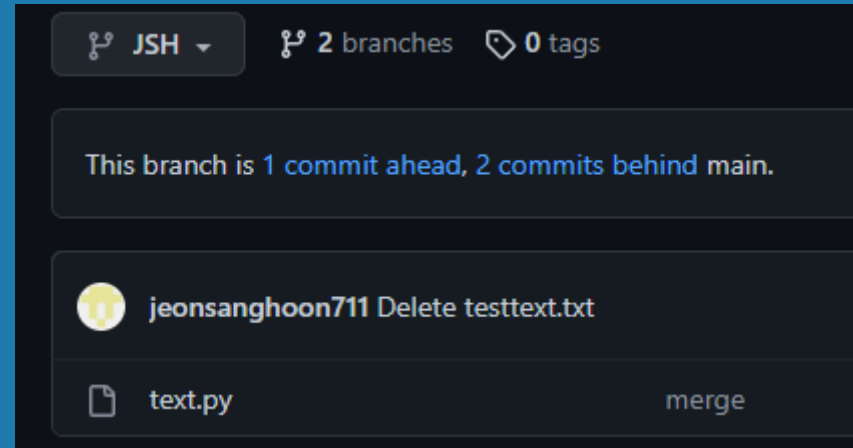 JSH 2 branches 0 tags
This branch is 1 commit ahead, 2 commits behind main.
jeonsanghoon711 Delete testtext.txt
text.py merge